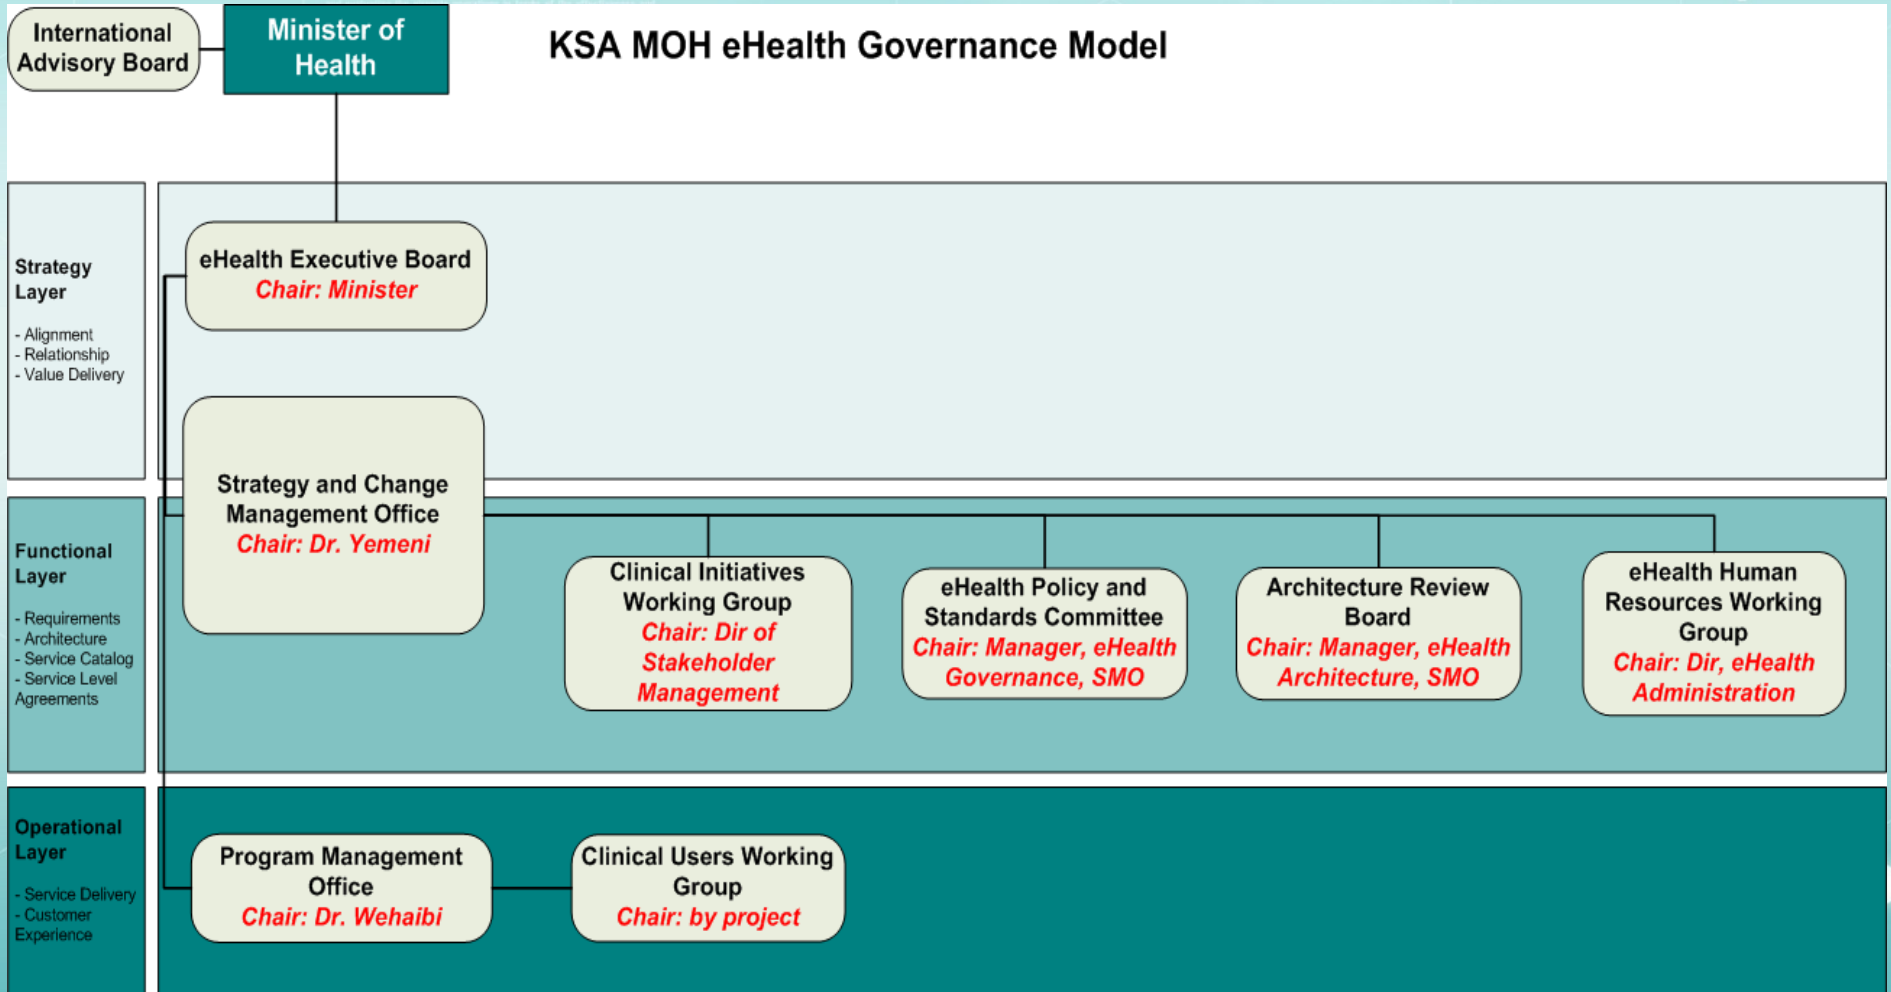 International
Advisory Board
Minister of
Health
KSA MOH eHealth Governance Model
Strategy
Layer
- Alignment
- Relationship
- Value Delivery
eHealth Executive Board
Chair: Minister
Strategy and Change
Management Office
Chair: Dr. Yemeni
Functional
Layer
- Requirements
- Architecture
- Service Catalog
- Service Level
Agreements
Clinical Initiatives
Working Group
Chair: Dir of
Stakeholder
Management
eHealth Policy and
Standards Committee
Chair: Manager, eHealth
Governance, SMO
Architecture Review
Board
Chair: Manager, eHealth
Architecture, SMO
eHealth Human
Resources Working
Group
Chair: Dir, eHealth
Administration
Operational
Layer
- Service Delivery
- Customer
Experience
Program Management
Office
Chair: Dr. Wehaibi
Clinical Users Working
Group
Chair: by project